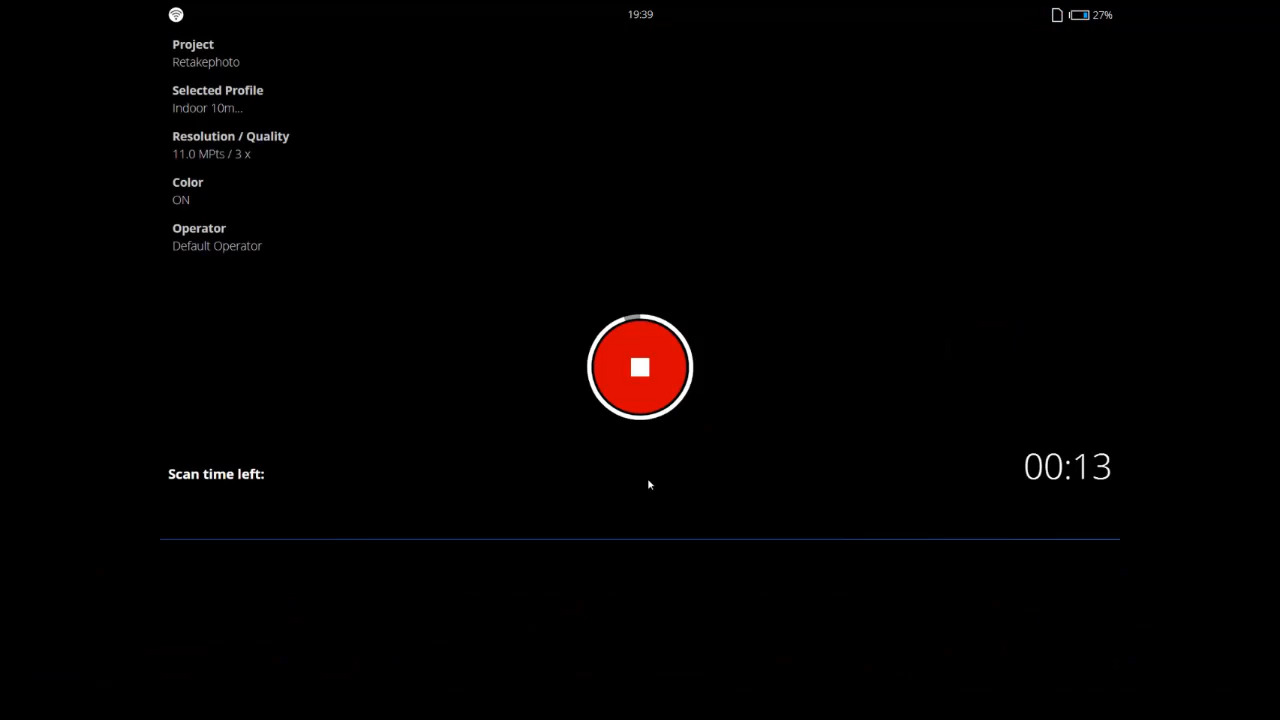 19:39
27%
Project
Retakephoto
Selected Profile
Indoor 10m...
Resolution / Quality
11.0 MPts / 3 x
Color
ON
Operator
Default Operator
Scan time left:
00:13